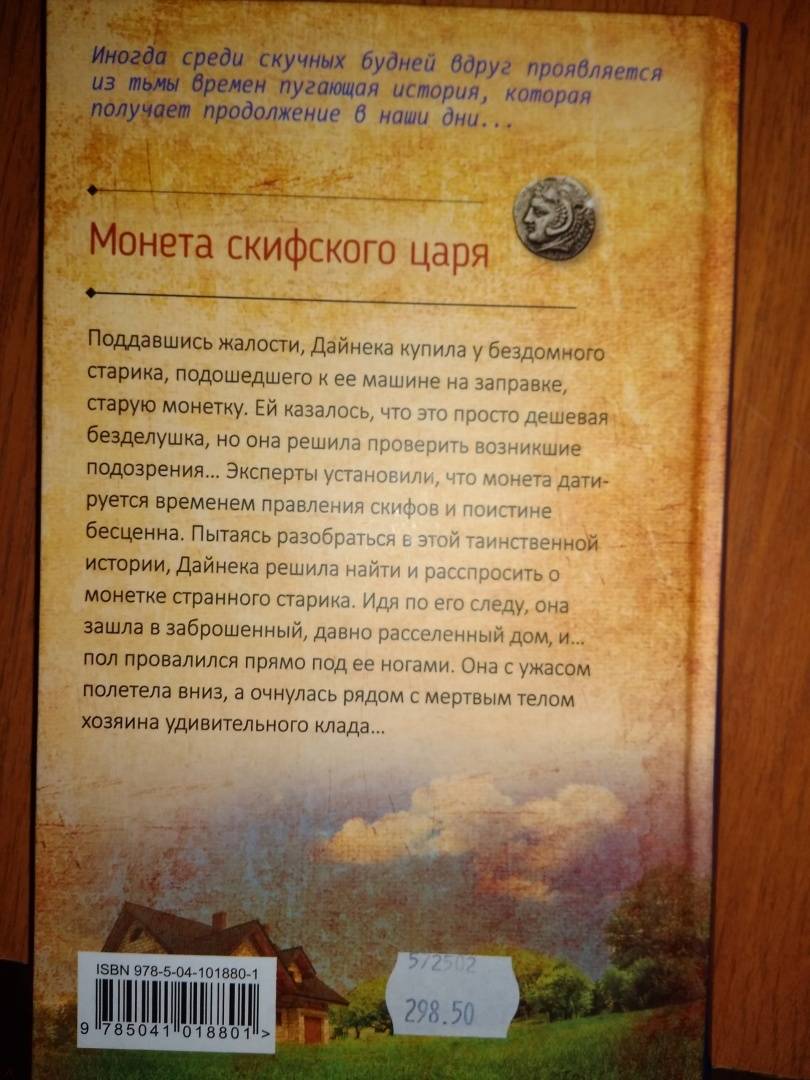 Иногда среди скучных будней вдруг проявляется
из тьмы времен пугающая история, которая
получает продолжение в наши дни...
Монета скифского царя
Поддавшись жалости, Дайнека купила у бездомного
старика, подошедшего к ее машине на заправке,
старую монетку. Ей казалось, что это просто дешевая
безделушка, но она решила проверить возникшие
подозрения... Эксперты установили, что монета дати-
руется временем правления скифов и поистине
бесценна. Пытаясь разобраться в этой таинственной
истории, Дайнека решила найти и расспросить о
монетке странного старика. Идя по его следу, она
зашла в заброшенный, давно расселенный дом, и...
пол провалился прямо под ее ногами. Она с ужасом
полетела вниз, а очнулась рядом с мертвым телом
хозяина удивительного клада...
ISBN 978-5-04-101880-1
9 785041 018801 >
572502
298.50